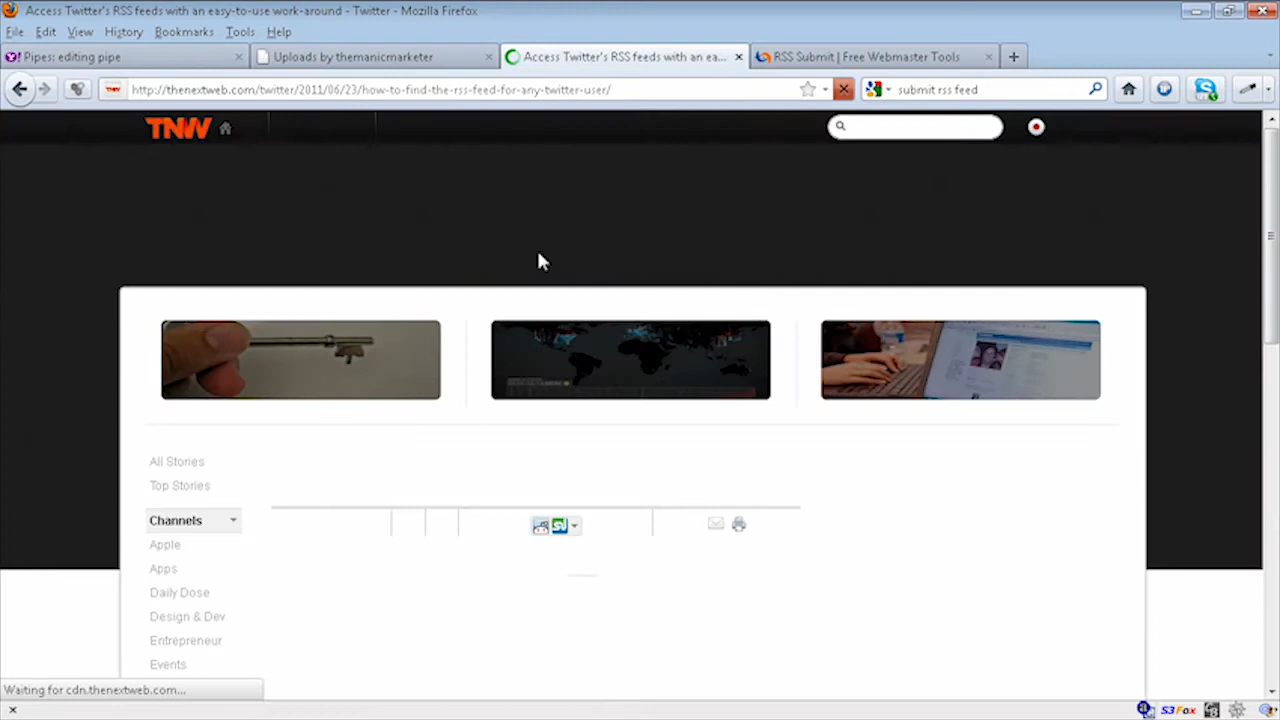 Access Twitter's RSS feeds with an easy-to-use work-around - Twitter - Mozilla Firefox
File Edit View History Bookmarks Tools Help
Pipes: editing pipe
Uploads by themanicmarketer
Access Twitter's RSS feeds with an ea...
RSS Submit | Free Webmaster Tools
http://thenextweb.com/twitter/2011/06/23/how-to-find-the-rss-feed-for-any-twitter-user/
submit rss feed
TNW
All Stories
Top Stories
Channels
Apple
Apps
Daily Dose
Design & Dev
Entrepreneur
Events
Waiting for cdn.thenextweb.com...
S3Fox